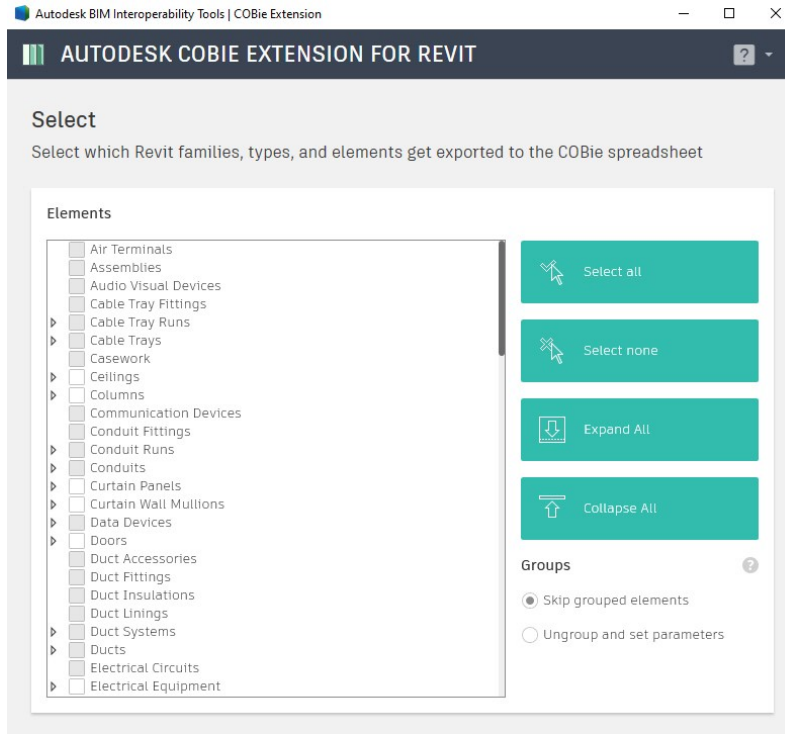 Autodesk BIM Interoperability Tools | COBie Extension
AUTODESK COBIE EXTENSION FOR REVIT
?
Select
Select which Revit families, types, and elements get exported to the COBie spreadsheet
Elements
Air Terminals
Assemblies
Audio Visual Devices
Cable Tray Fittings
Cable Tray Runs
Cable Trays
Casework
Ceilings
Columns
Communication Devices
Conduit Fittings
Conduit Runs
Conduits
Curtain Panels
Curtain Wall Mullions
Data Devices
Doors
Duct Accessories
Duct Fittings
Duct Insulations
Duct Linings
Duct Systems
Ducts
Electrical Circuits
Electrical Equipment
Select all
Select none
Expand All
Collapse All
Groups
?
Skip grouped elements
Ungroup and set parameters